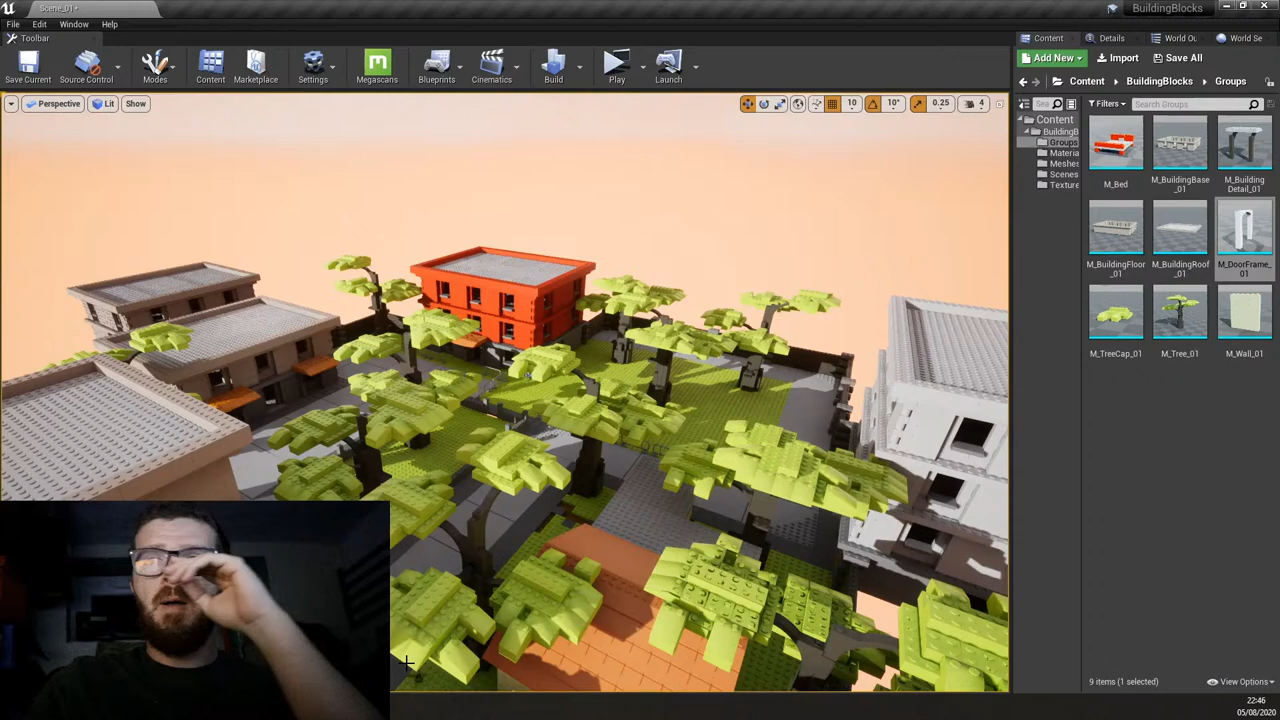 Scene_01*
BuildingBlocks
File Edit Window Help
Toolbar
Content Details World Ou World Se
Save Current Source Control Modes Content Marketplace Settings Megascans Blueprints Cinematics Build Play Launch
Add New Import Save All
Content BuildingBlocks Groups
Perspective Lit Show
10 10° 0.25 4
Sea Filters Search Groups
Content
BuildingB
Groups
Materia
Meshes
Scenes
Texture
M_Bed M_BuildingBase_01 M_Building Detail_01
M_BuildingFloor_01 M_BuildingRoof_01 M_DoorFrame_01
M_TreeCap_01 M_Tree_01 M_Wall_01
9 items (1 selected) View Options
22:46
05/08/2020